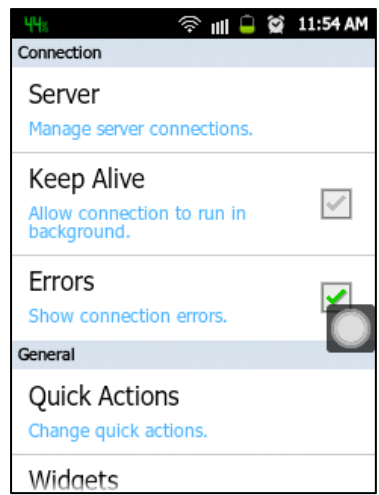 44% 11:54 AM
Connection
Server
Manage server connections.
Keep Alive
Allow connection to run in
background.
Errors
Show connection errors.
General
Quick Actions
Change quick actions.
Widgets